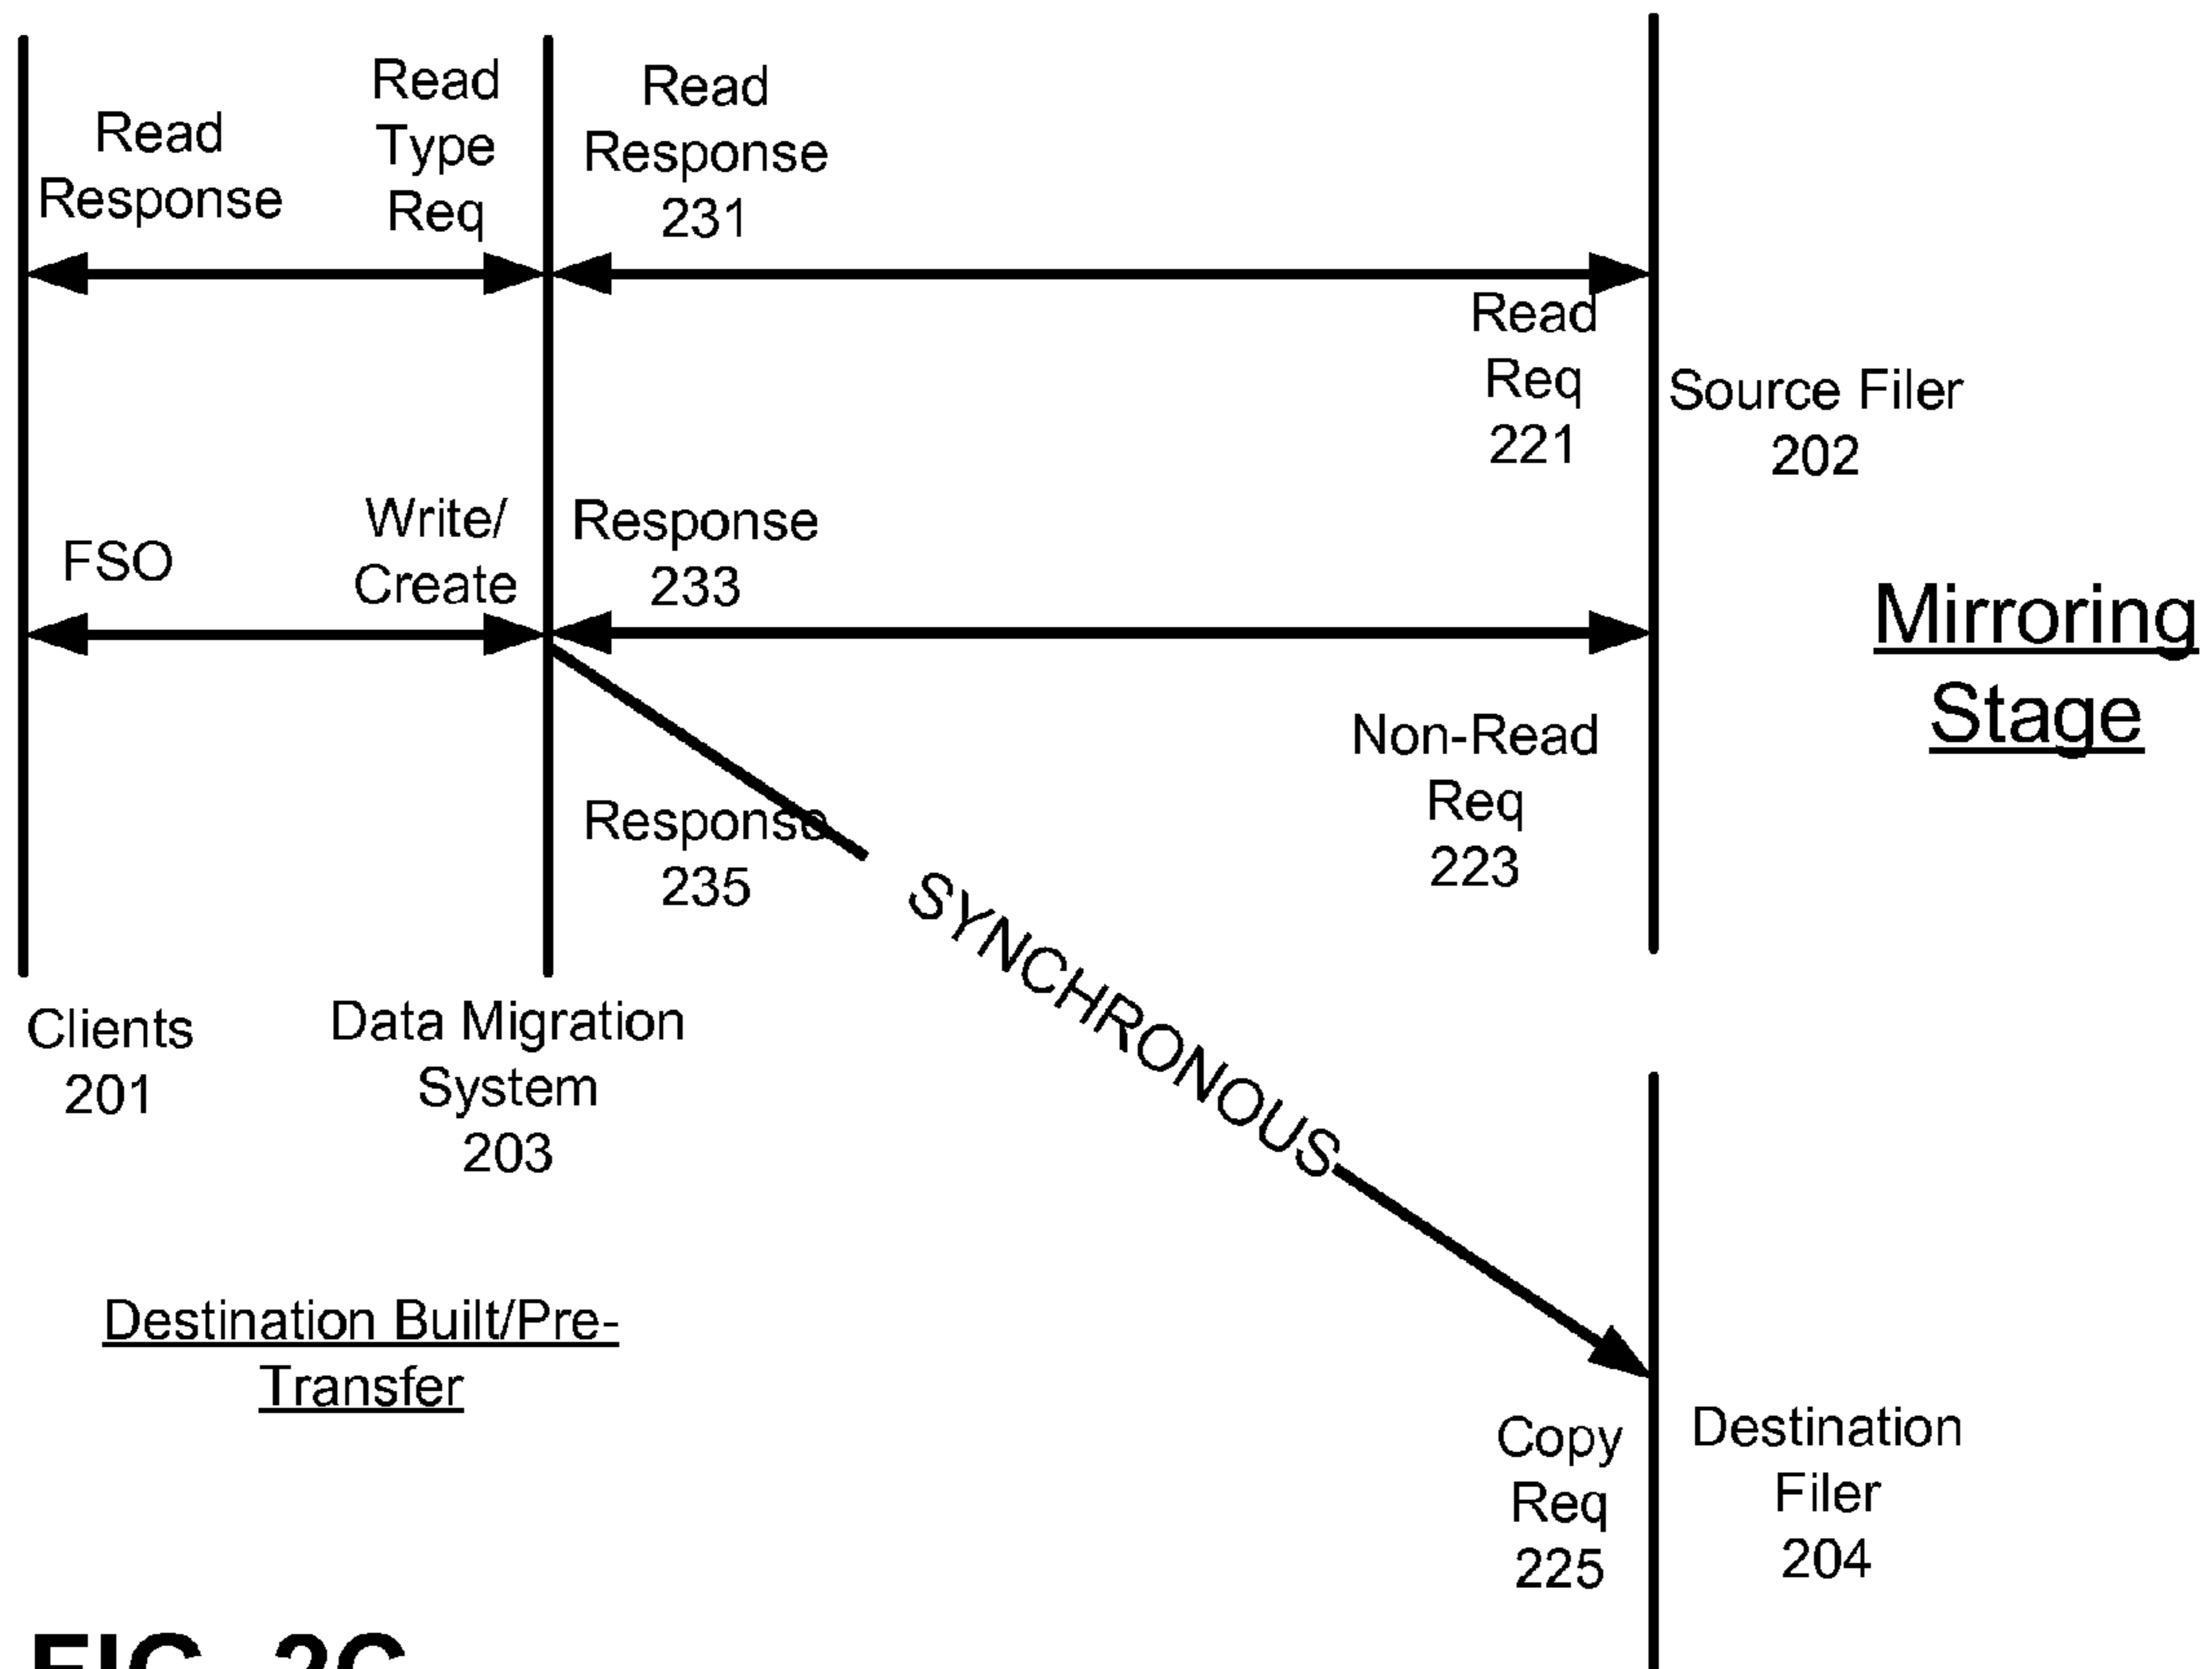 Read
Response
Read
Type
Req
Read
Response
231
Read
Req
221
Source Filer
202
FSO
Write/
Create
Response
233
Mirroring
Stage
Non-Read
Req
223
Response
235
SYNCHRONOUS
Clients
201
Data Migration
System
203
Destination Built/Pre-
Transfer
Copy
Req
225
Destination
Filer
204
FIG. 2C